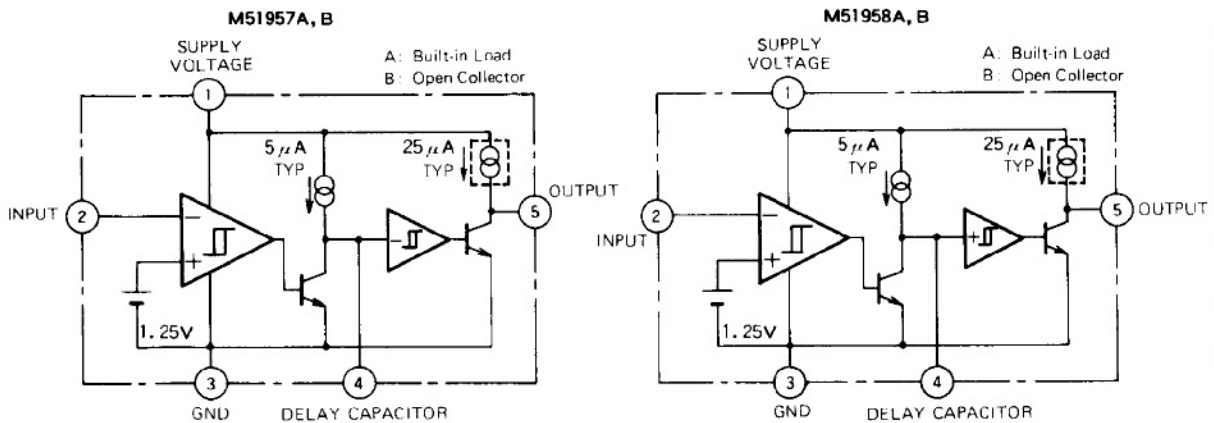 M51957A, B
SUPPLY
VOLTAGE
A: Built-in Load
B: Open Collector
1
5μA
TYP
25μA
TYP
INPUT
2
−
+
−
5
OUTPUT
1.25V
3
4
GND
DELAY CAPACITOR
M51958A, B
SUPPLY
VOLTAGE
A: Built-in Load
B: Open Collector
1
5μA
TYP
25μA
TYP
2
INPUT
−
+
+
5
OUTPUT
1.25V
3
4
GND
DELAY CAPACITOR